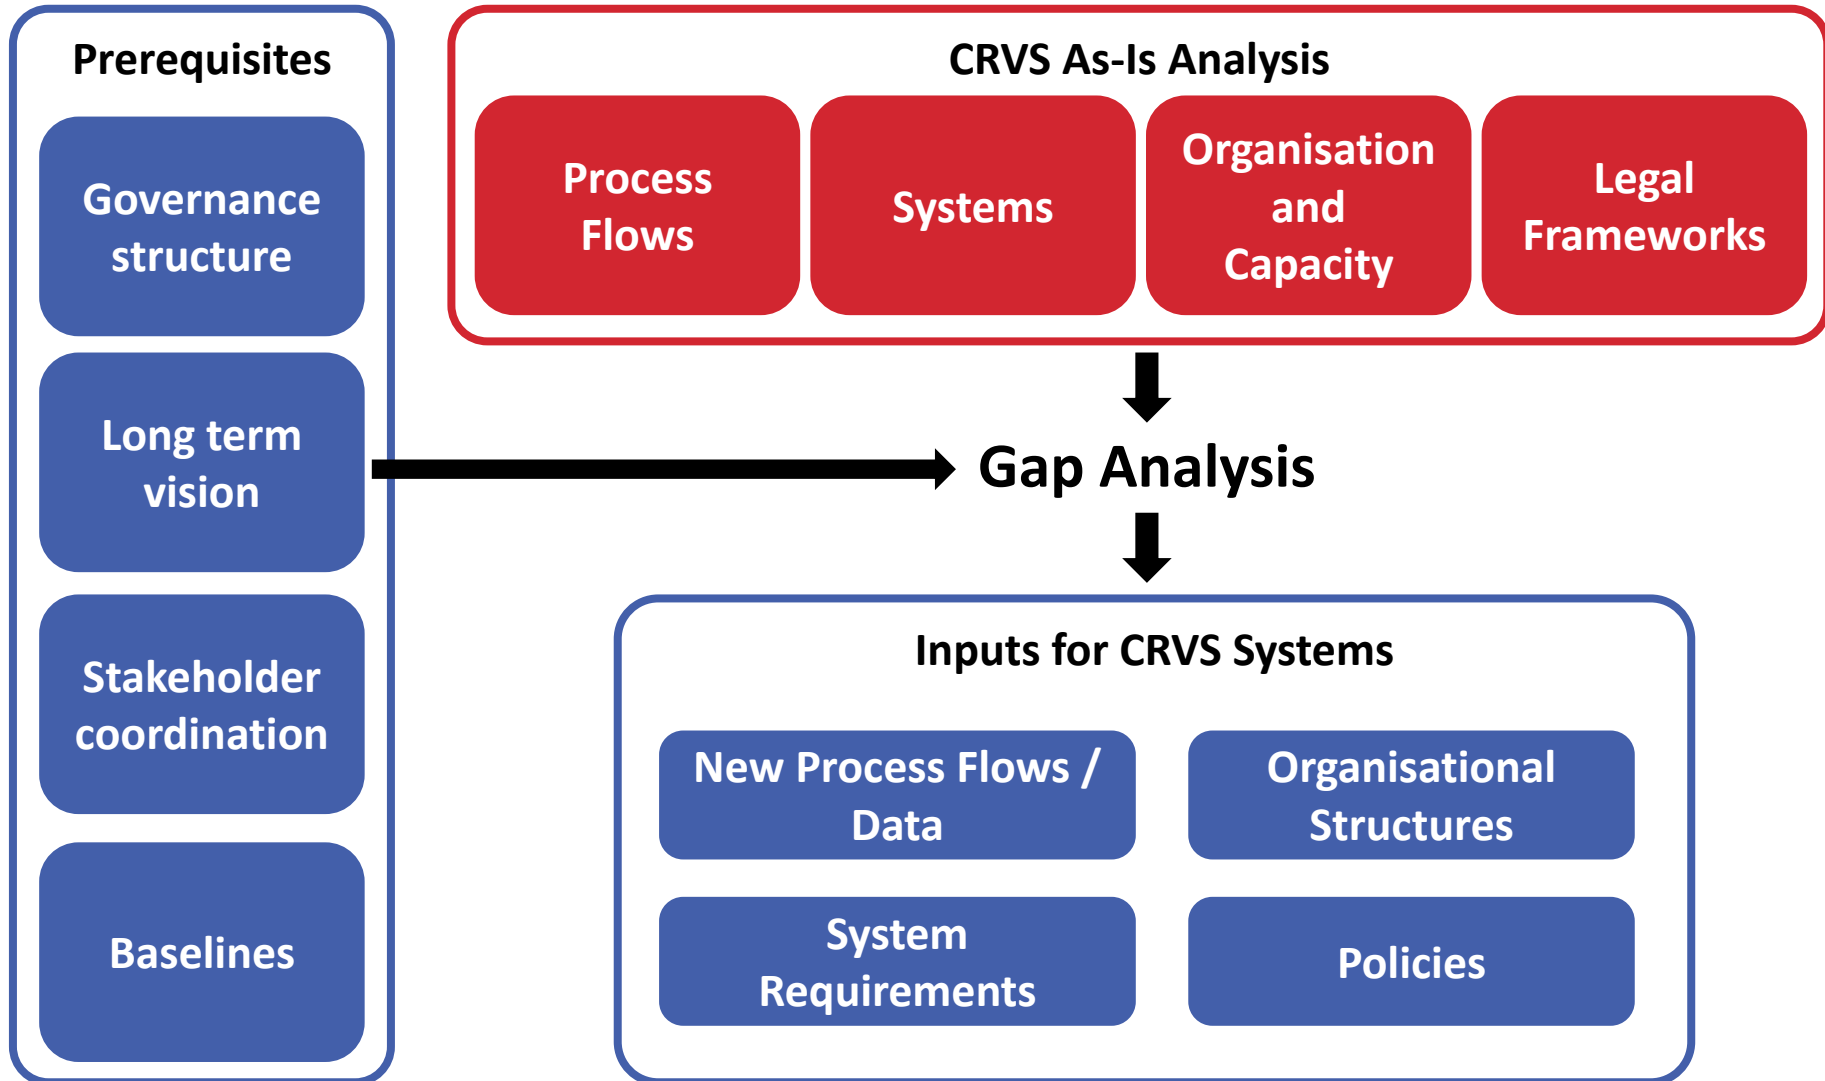 Prerequisites
Governance
structure
Long term
vision
Stakeholder
coordination
Baselines
CRVS As-Is Analysis
Process
Flows
Systems
Organisation
and
Capacity
Legal
Frameworks
Gap Analysis
Inputs for CRVS Systems
New Process Flows /
Data
Organisational
Structures
System
Requirements
Policies